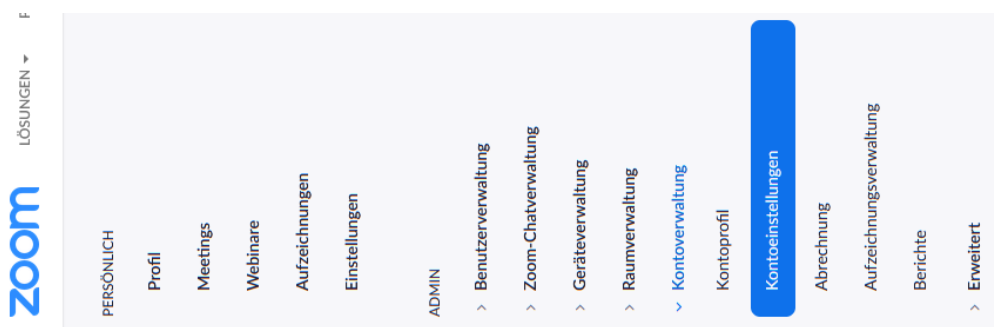 zoom LÖSUNGEN
PERSÖNLICH
Profil
Meetings
Webinare
Aufzeichnungen
Einstellungen
ADMIN
Benutzerverwaltung
Zoom-Chatverwaltung
Geräteverwaltung
Raumverwaltung
Kontoverwaltung
Kontoprofil
Kontoeinstellungen
Abrechnung
Aufzeichnungsverwaltung
Berichte
Erweitert